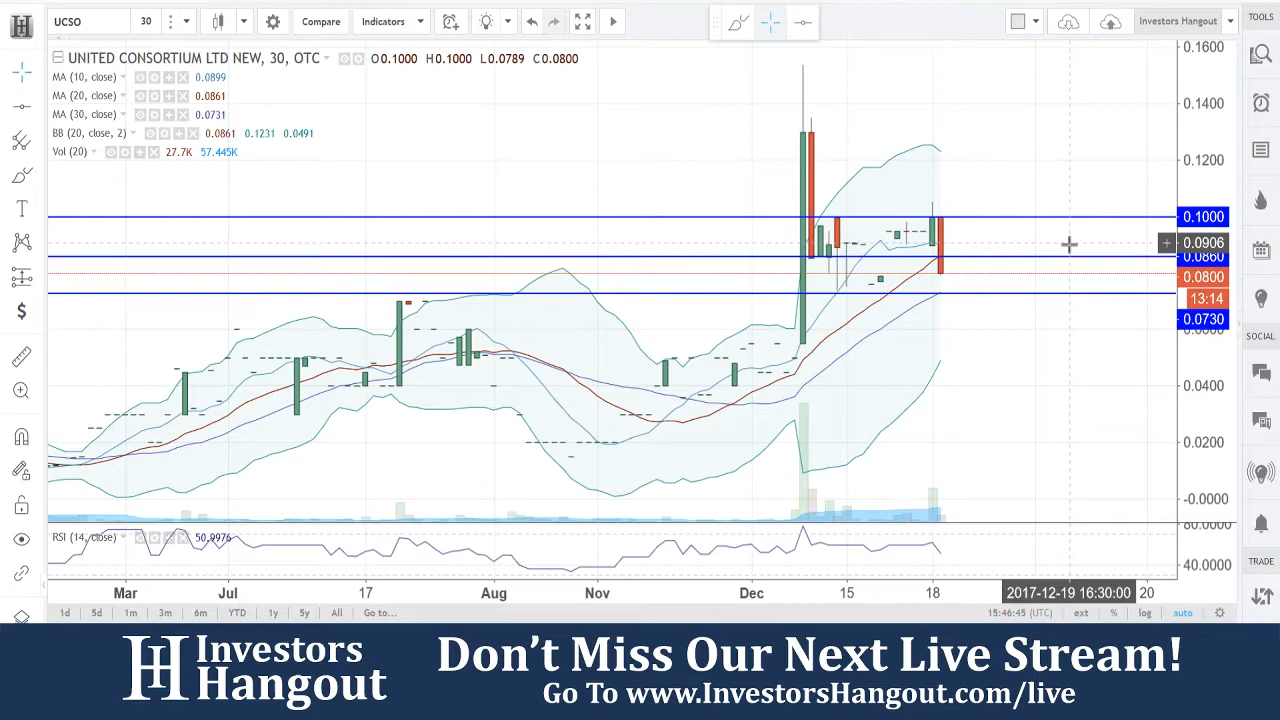 UCSO 30 Compare Indicators Investors Hangout TOOLS
UNITED CONSORTIUM LTD NEW, 30, OTC O0.1000 H0.1000 L0.0789 C0.0800
MA (10, close) 0.0899
MA (20, close) 0.0861
MA (30, close) 0.0731
BB (20, close, 2) 0.0861 0.1231 0.0491
Vol (20) 27.7K 57.445K
0.1600
0.1400
0.1200
0.1000
0.0906
0.0860
0.0800
13:14
0.0730
0.0400
0.0200
-0.0000
SOCIAL
RSI (14, close) 50.9976
80.0000
40.0000
TRADE
Mar Jul 17 Aug Nov Dec 15 18 2017-12-19 16:30:00 20
1d 5d 1m 3m 6m YTD 1y 5y All Go to... 15:46:45 (UTC) ext % log auto
Investors
Hangout
Don't Miss Our Next Live Stream!
Go To www.InvestorsHangout.com/live